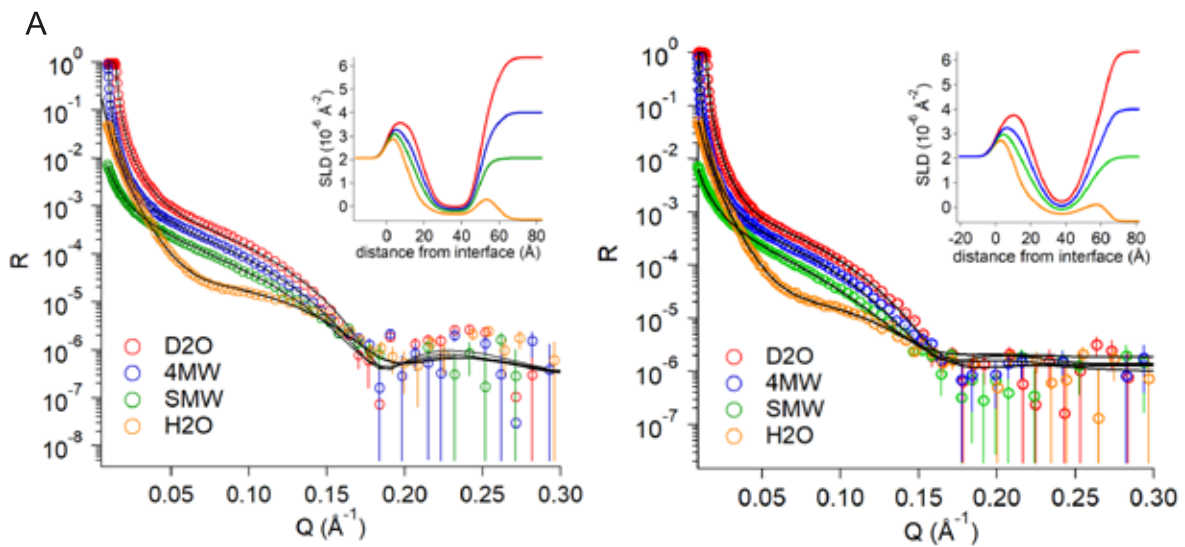 A
R
10⁰
10⁻¹
10⁻²
10⁻³
10⁻⁴
10⁻⁵
10⁻⁶
10⁻⁷
10⁻⁸
0.05 0.10 0.15 0.20 0.25 0.30
Q (Å⁻¹)
D2O
4MW
SMW
H2O
SLD (10⁻⁶ Å⁻²)
6
5
4
3
2
1
0
0 20 40 60 80
distance from interface (Å)
R
10⁰
10⁻¹
10⁻²
10⁻³
10⁻⁴
10⁻⁵
10⁻⁶
10⁻⁷
0.05 0.10 0.15 0.20 0.25 0.30
Q (Å⁻¹)
D2O
4MW
SMW
H2O
SLD (10⁻⁶ Å⁻²)
6
5
4
3
2
1
0
-20 0 20 40 60 80
distance from interface (Å)